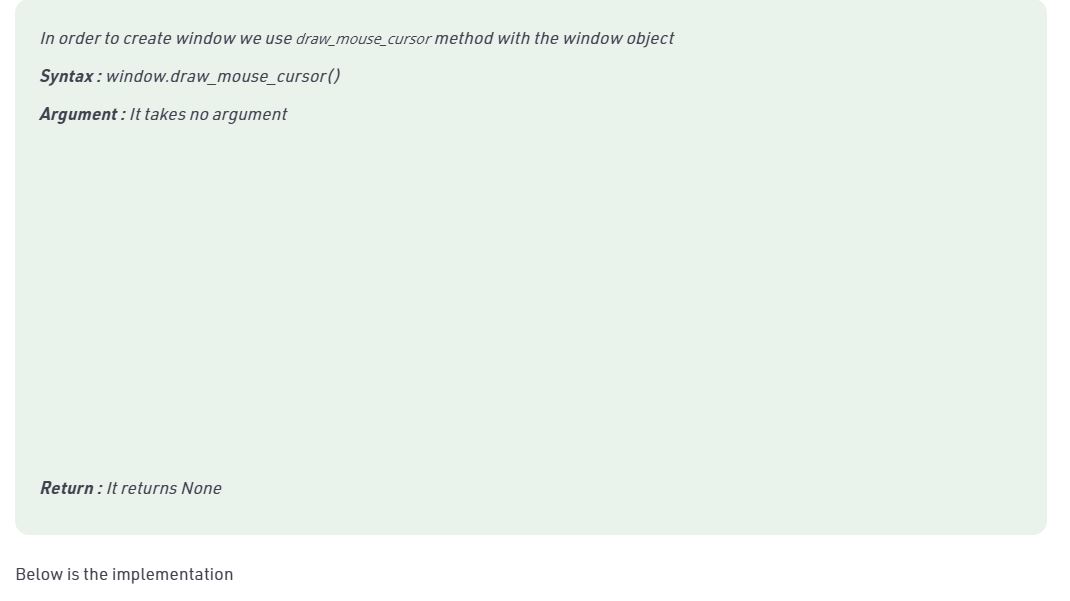 In order to create window we use draw_mouse_cursor method with the window object
Syntax : window.draw_mouse_cursor()
Argument : It takes no argument
Return : It returns None
Below is the implementation